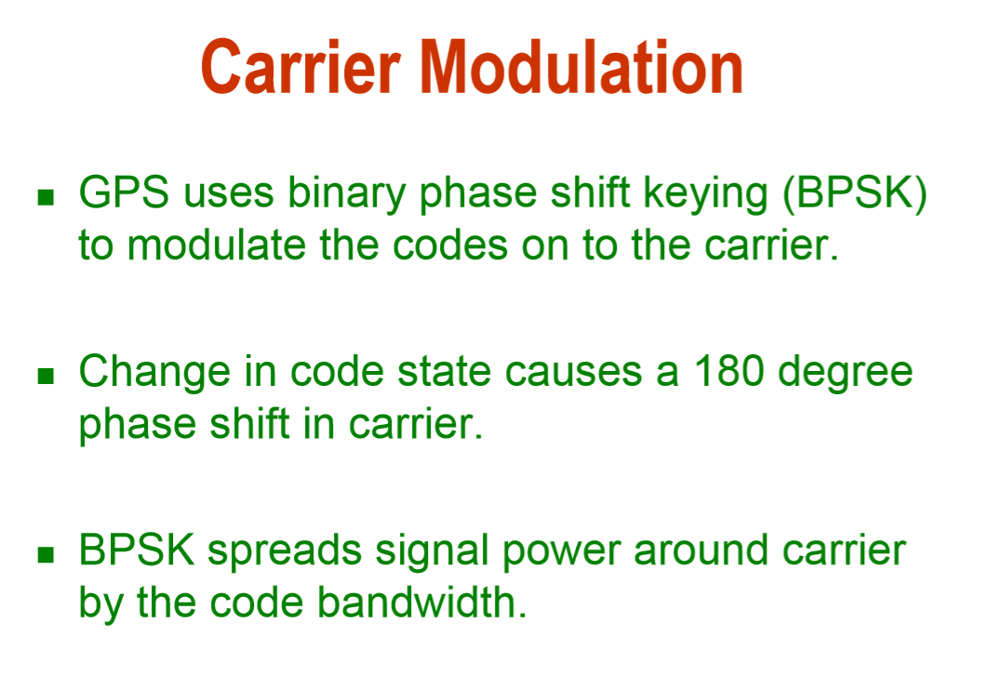 Carrier Modulation
■ GPS uses binary phase shift keying (BPSK)
to modulate the codes on to the carrier.
■ Change in code state causes a 180 degree
phase shift in carrier.
■ BPSK spreads signal power around carrier
by the code bandwidth.